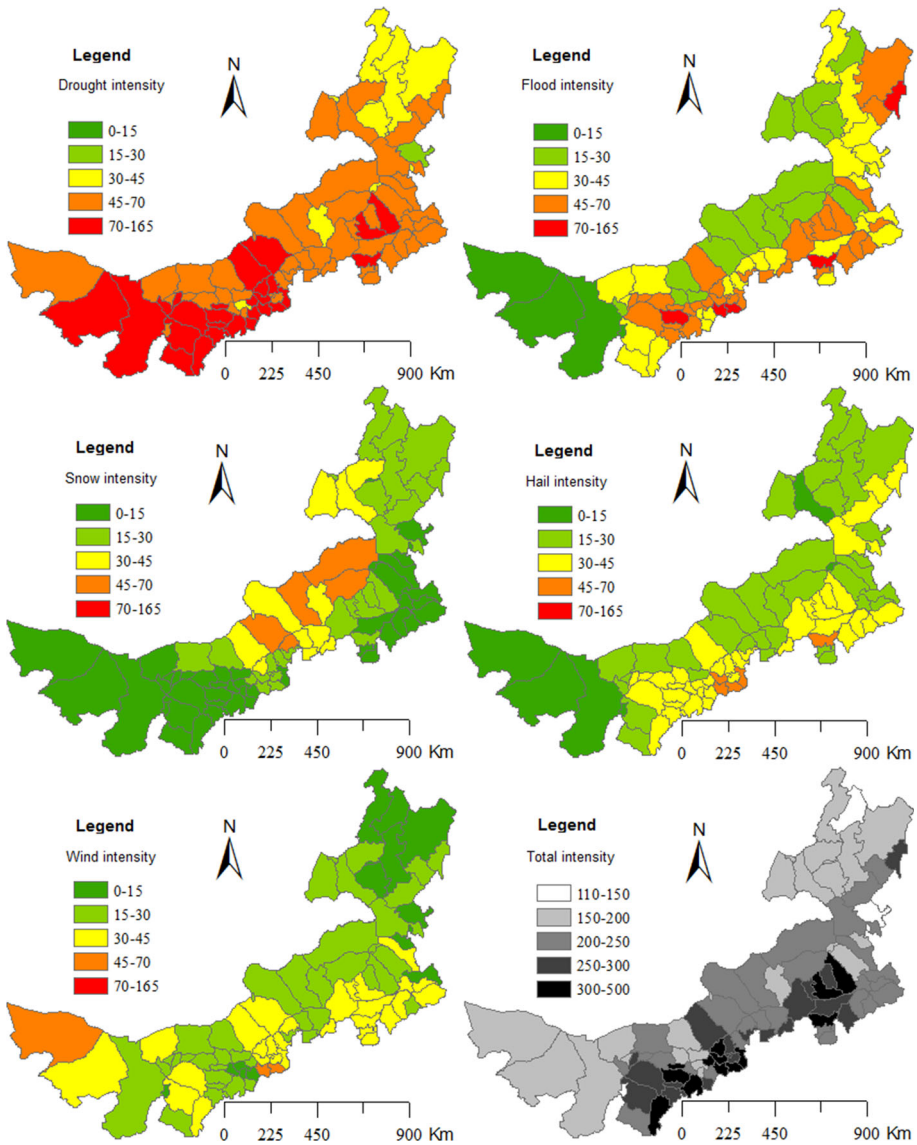 Legend
Drought intensity
0-15
15-30
30-45
45-70
70-165
N
0 225 450 900 Km
Legend
Flood intensity
0-15
15-30
30-45
45-70
70-165
N
0 225 450 900 Km
Legend
Snow intensity
0-15
15-30
30-45
45-70
70-165
N
0 225 450 900 Km
Legend
Hail intensity
0-15
15-30
30-45
45-70
70-165
N
0 225 450 900 Km
Legend
Wind intensity
0-15
15-30
30-45
45-70
70-165
N
0 225 450 900 Km
Legend
Total intensity
110-150
150-200
200-250
250-300
300-500
N
0 225 450 900 Km